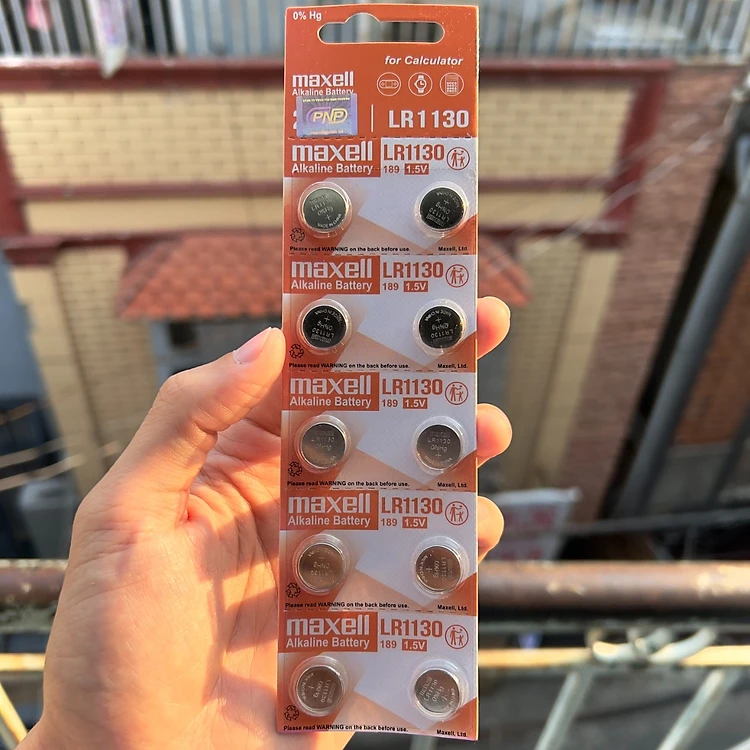 0% Hg
for Calculator
maxell
Alkaline Battery
PNP
LR1130
maxell LR1130
Alkaline Battery 189 1.5V
Please read WARNING on the back before use. Maxell, Ltd.
maxell LR1130
Alkaline Battery 189 1.5V
Please read WARNING on the back before use. Maxell, Ltd.
maxell LR1130
Alkaline Battery 189 1.5V
LR1130
0%Hg
Please read WARNING on the back before use. Maxell, Ltd.
maxell LR1130
Alkaline Battery 189 1.5V
Please read WARNING on the back before use. Maxell, Ltd.
maxell LR1130
Alkaline Battery 189 1.5V
Please read WARNING on the back before use. Maxell, Ltd.